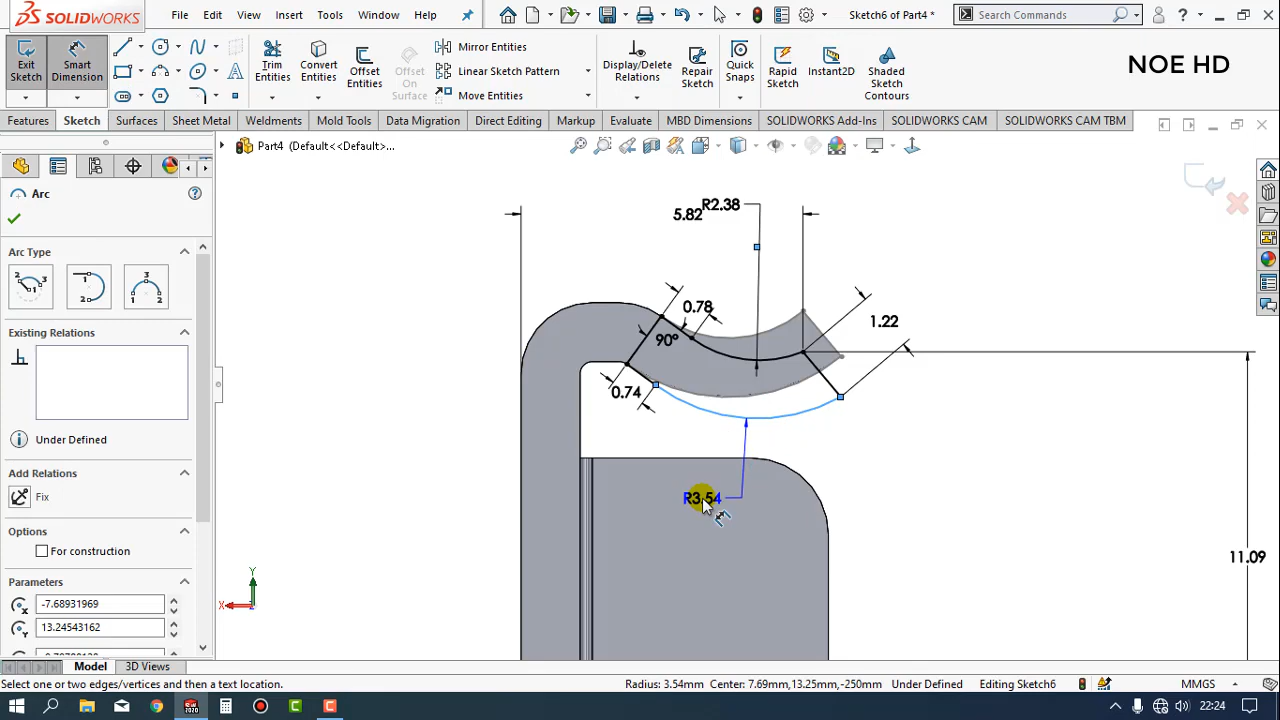 SOLIDWORKS File Edit View Insert Tools Window Help Sketch6 of Part4 * Search Commands ?
Exit Sketch
Smart Dimension
Trim Entities
Convert Entities
Offset Entities
Offset On Surface
Mirror Entities
Linear Sketch Pattern
Move Entities
Display/Delete Relations
Repair Sketch
Quick Snaps
Rapid Sketch
Instant2D
Shaded Sketch Contours
NOE HD
Features Sketch Surfaces Sheet Metal Weldments Mold Tools Data Migration Direct Editing Markup Evaluate MBD Dimensions SOLIDWORKS Add-Ins SOLIDWORKS CAM SOLIDWORKS CAM TBM
Part4 (Default<<Default>...
Arc
Arc Type
Existing Relations
Under Defined
Add Relations
Fix
Options
For construction
Parameters
-7.68931969
13.24543162
R2.38
5.82
0.78
90°
1.22
0.74
R3.54
11.09
Y
X
Model 3D Views
Select one or two edges/vertices and then a text location. Radius: 3.54mm Center: 7.69mm,13.25mm,-250mm Under Defined Editing Sketch6 MMGS
22:24